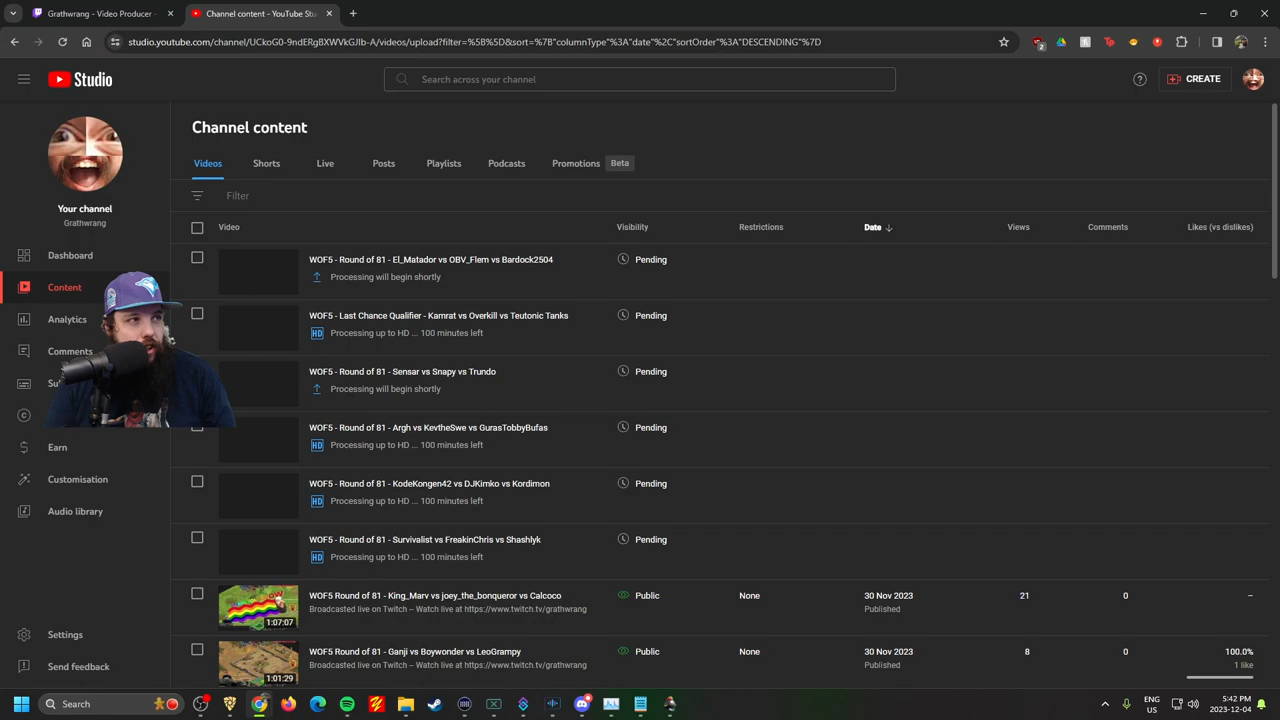 Grathwrang - Video Producer -
Channel content - YouTube Stu
studio.youtube.com/channel/UCkoG0-9ndERgBXWVkGJIb-A/videos/upload?filter=%5B%5D&sort=%7B"columnType"%3A"date"%2C"sortOrder"%3A"DESCENDING"%7D
Studio
Search across your channel
CREATE
Your channel
Grathwrang
Dashboard
Content
Analytics
Comments
Earn
Customisation
Audio library
Settings
Send feedback
Channel content
Videos Shorts Live Posts Playlists Podcasts Promotions Beta
Filter
Video Visibility Restrictions Date Views Comments Likes (vs dislikes)
WOF5 - Round of 81 - El_Matador vs OBV_Flem vs Bardock2504 Pending
Processing will begin shortly
WOF5 - Last Chance Qualifier - Kamrat vs Overkill vs Teutonic Tanks Pending
HD Processing up to HD ... 100 minutes left
WOF5 - Round of 81 - Sensar vs Snapy vs Trundo Pending
Processing will begin shortly
WOF5 - Round of 81 - Argh vs KevtheSwe vs GurasTobbyBufas Pending
HD Processing up to HD ... 100 minutes left
WOF5 - Round of 81 - KodeKongen42 vs DJKimko vs Kordimon Pending
HD Processing up to HD ... 100 minutes left
WOF5 - Round of 81 - Survivalist vs FreakinChris vs Shashlyk Pending
HD Processing up to HD ... 100 minutes left
WOF5 Round of 81 - King_Marv vs joey_the_bonqueror vs Calcoco Public None 30 Nov 2023 21 0 –
Broadcasted live on Twitch -- Watch live at https://www.twitch.tv/grathwrang Published
1:07:07
WOF5 Round of 81 - Ganji vs Boywonder vs LeoGrampy Public None 30 Nov 2023 8 0 100.0%
Broadcasted live on Twitch -- Watch live at https://www.twitch.tv/grathwrang Published 1 like
1:01:29
Search
ENG
US
5:42 PM
2023-12-04